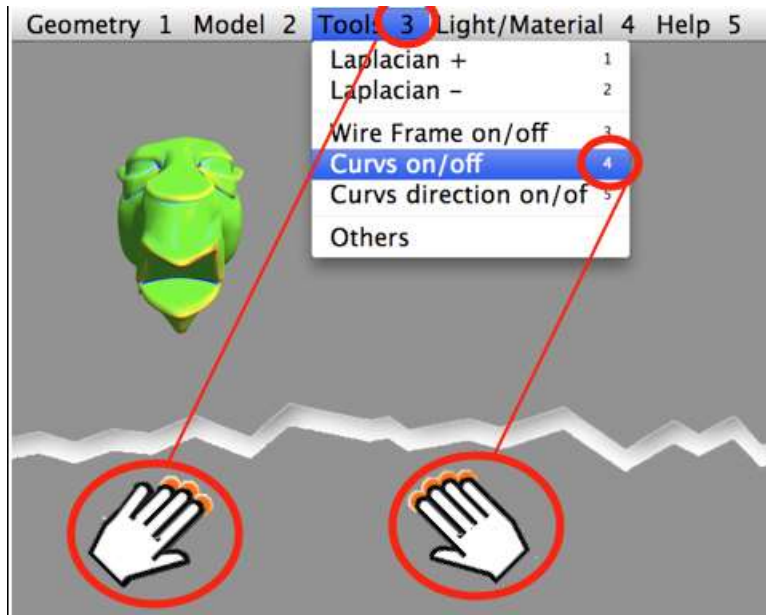 Geometry 1 Model 2 Tools 3 Light/Material 4 Help 5
Laplacian + 1
Laplacian – 2
Wire Frame on/off 3
Curvs on/off 4
Curvs direction on/of 5
Others